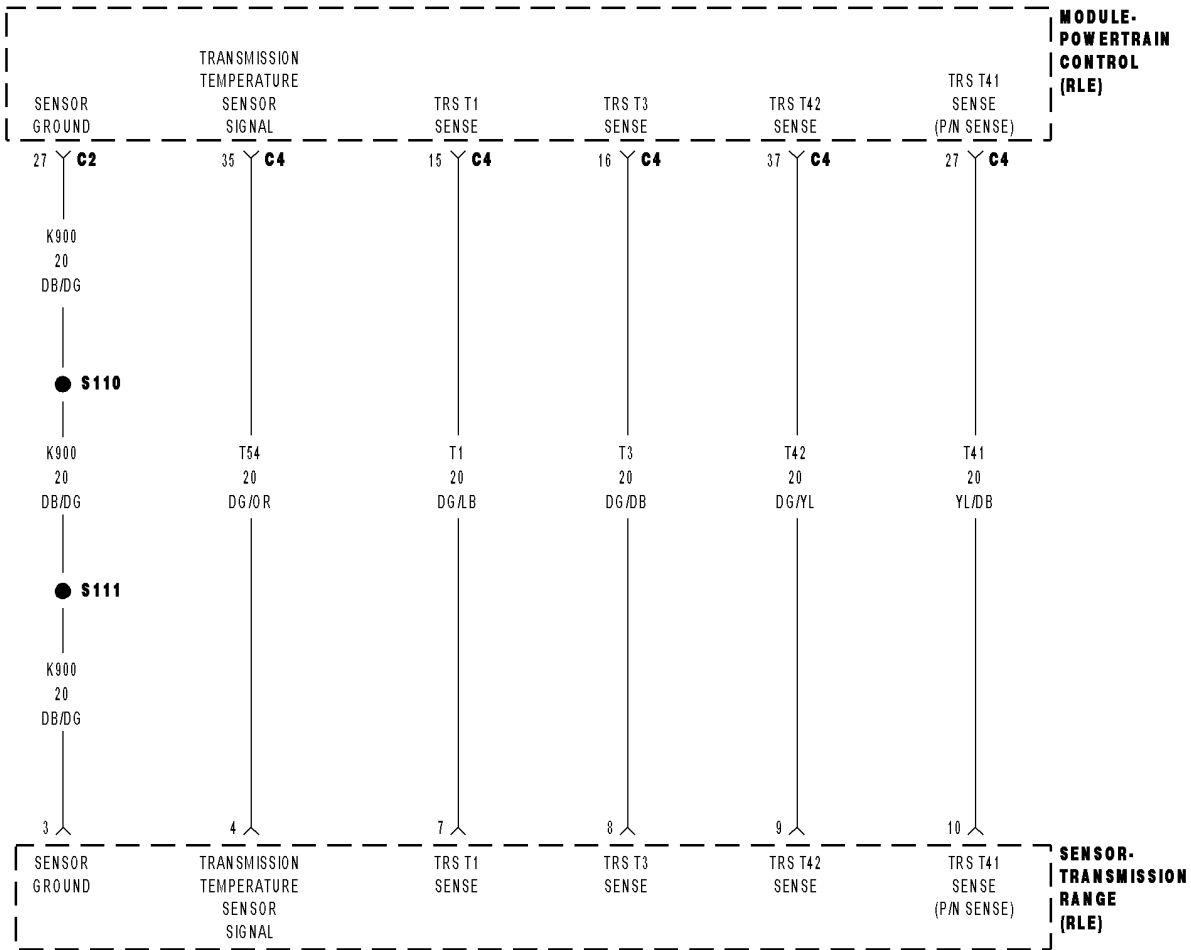 MODULE-
POWERTRAIN
CONTROL
(RLE)
SENSOR
GROUND
TRANSMISSION
TEMPERATURE
SENSOR
SIGNAL
TRS T1
SENSE
TRS T3
SENSE
TRS T42
SENSE
TRS T41
SENSE
(P/N SENSE)
27 C2
35 C4
15 C4
16 C4
37 C4
27 C4
K900
20
DB/DG
S110
K900
20
DB/DG
T54
20
DG/OR
T1
20
DG/LB
T3
20
DG/DB
T42
20
DG/YL
T41
20
YL/DB
S111
K900
20
DB/DG
3
4
7
8
9
10
SENSOR
GROUND
TRANSMISSION
TEMPERATURE
SENSOR
SIGNAL
TRS T1
SENSE
TRS T3
SENSE
TRS T42
SENSE
TRS T41
SENSE
(P/N SENSE)
SENSOR-
TRANSMISSION
RANGE
(RLE)